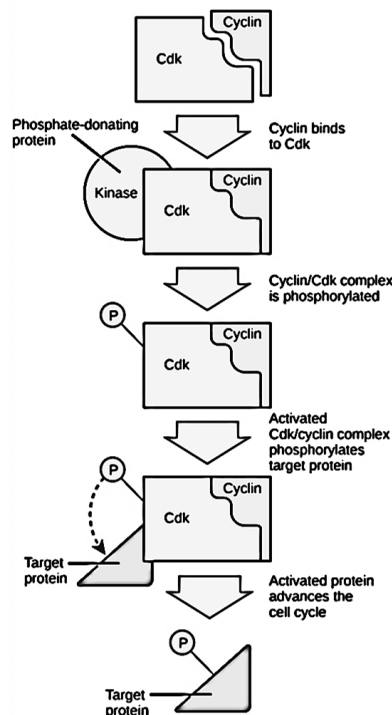 Cyclin
Cdk
Cyclin binds
to Cdk
Phosphate-donating
protein
Kinase
Cyclin
Cdk
Cyclin/Cdk complex
is phosphorylated
P
Cyclin
Cdk
Activated
Cdk/cyclin complex
phosphorylates
target protein
P
Cyclin
Cdk
Target
protein
Activated protein
advances the
cell cycle
P
Target
protein